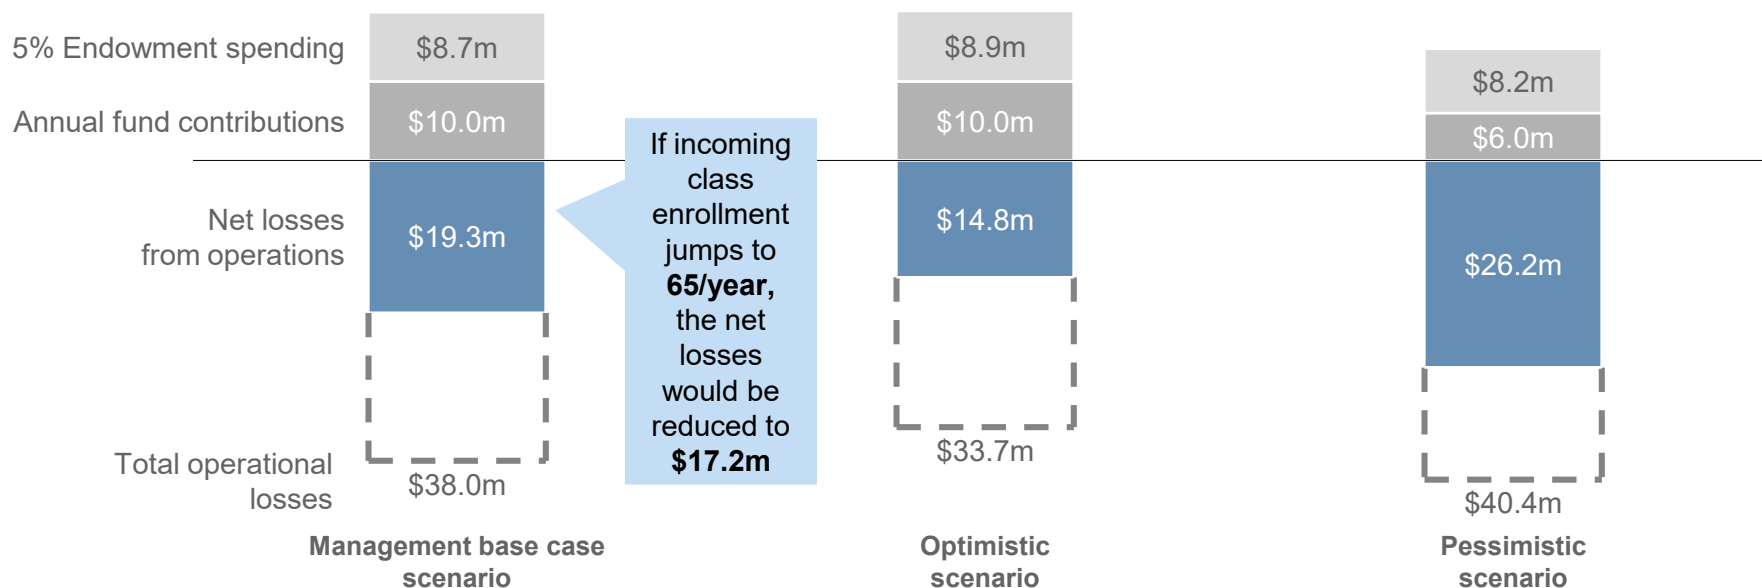 5% Endowment spending
$8.7m
$8.9m
$8.2m
Annual fund contributions
$10.0m
$10.0m
$6.0m
Net losses
from operations
$19.3m
$14.8m
$26.2m
If incoming
class
enrollment
jumps to
65/year,
the net
losses
would be
reduced to
$17.2m
Total operational
losses
$38.0m
$33.7m
$40.4m
Management base case
scenario
Optimistic
scenario
Pessimistic
scenario